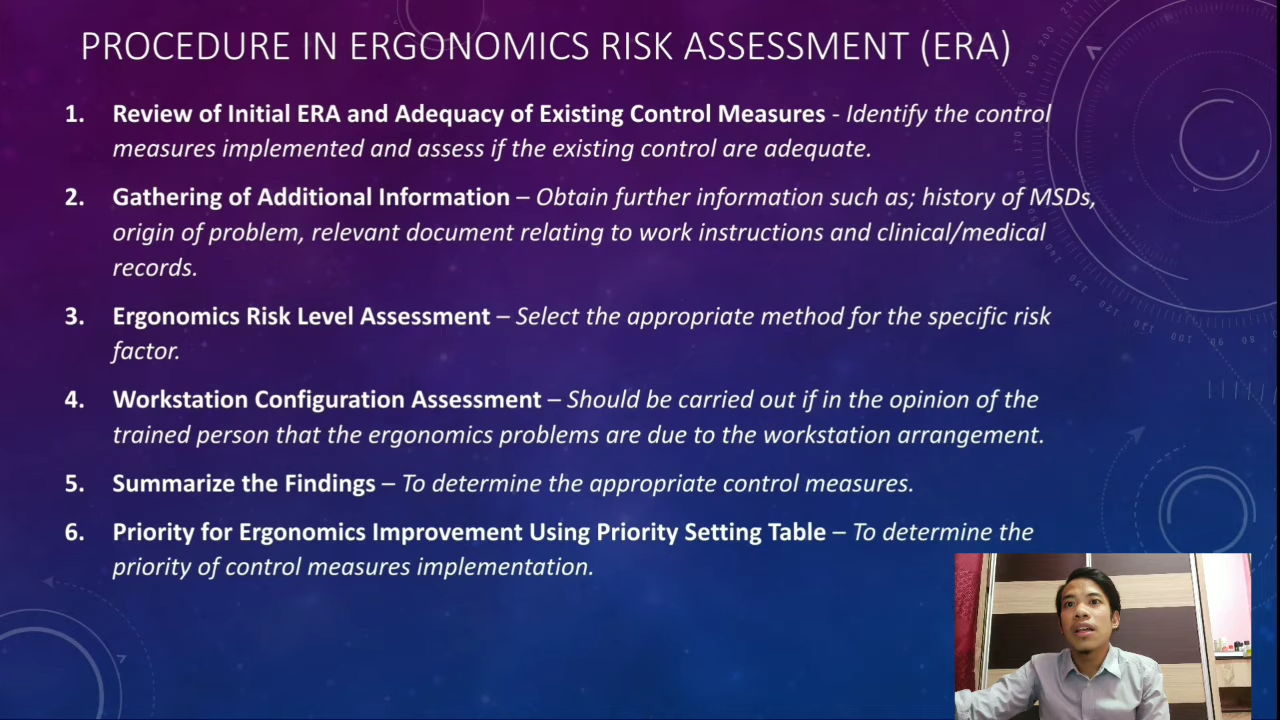 PROCEDURE IN ERGONOMICS RISK ASSESSMENT (ERA)
1. Review of Initial ERA and Adequacy of Existing Control Measures - Identify the control
measures implemented and assess if the existing control are adequate.
2. Gathering of Additional Information – Obtain further information such as; history of MSDs,
origin of problem, relevant document relating to work instructions and clinical/medical
records.
3. Ergonomics Risk Level Assessment – Select the appropriate method for the specific risk
factor.
4. Workstation Configuration Assessment – Should be carried out if in the opinion of the
trained person that the ergonomics problems are due to the workstation arrangement.
5. Summarize the Findings – To determine the appropriate control measures.
6. Priority for Ergonomics Improvement Using Priority Setting Table – To determine the
priority of control measures implementation.